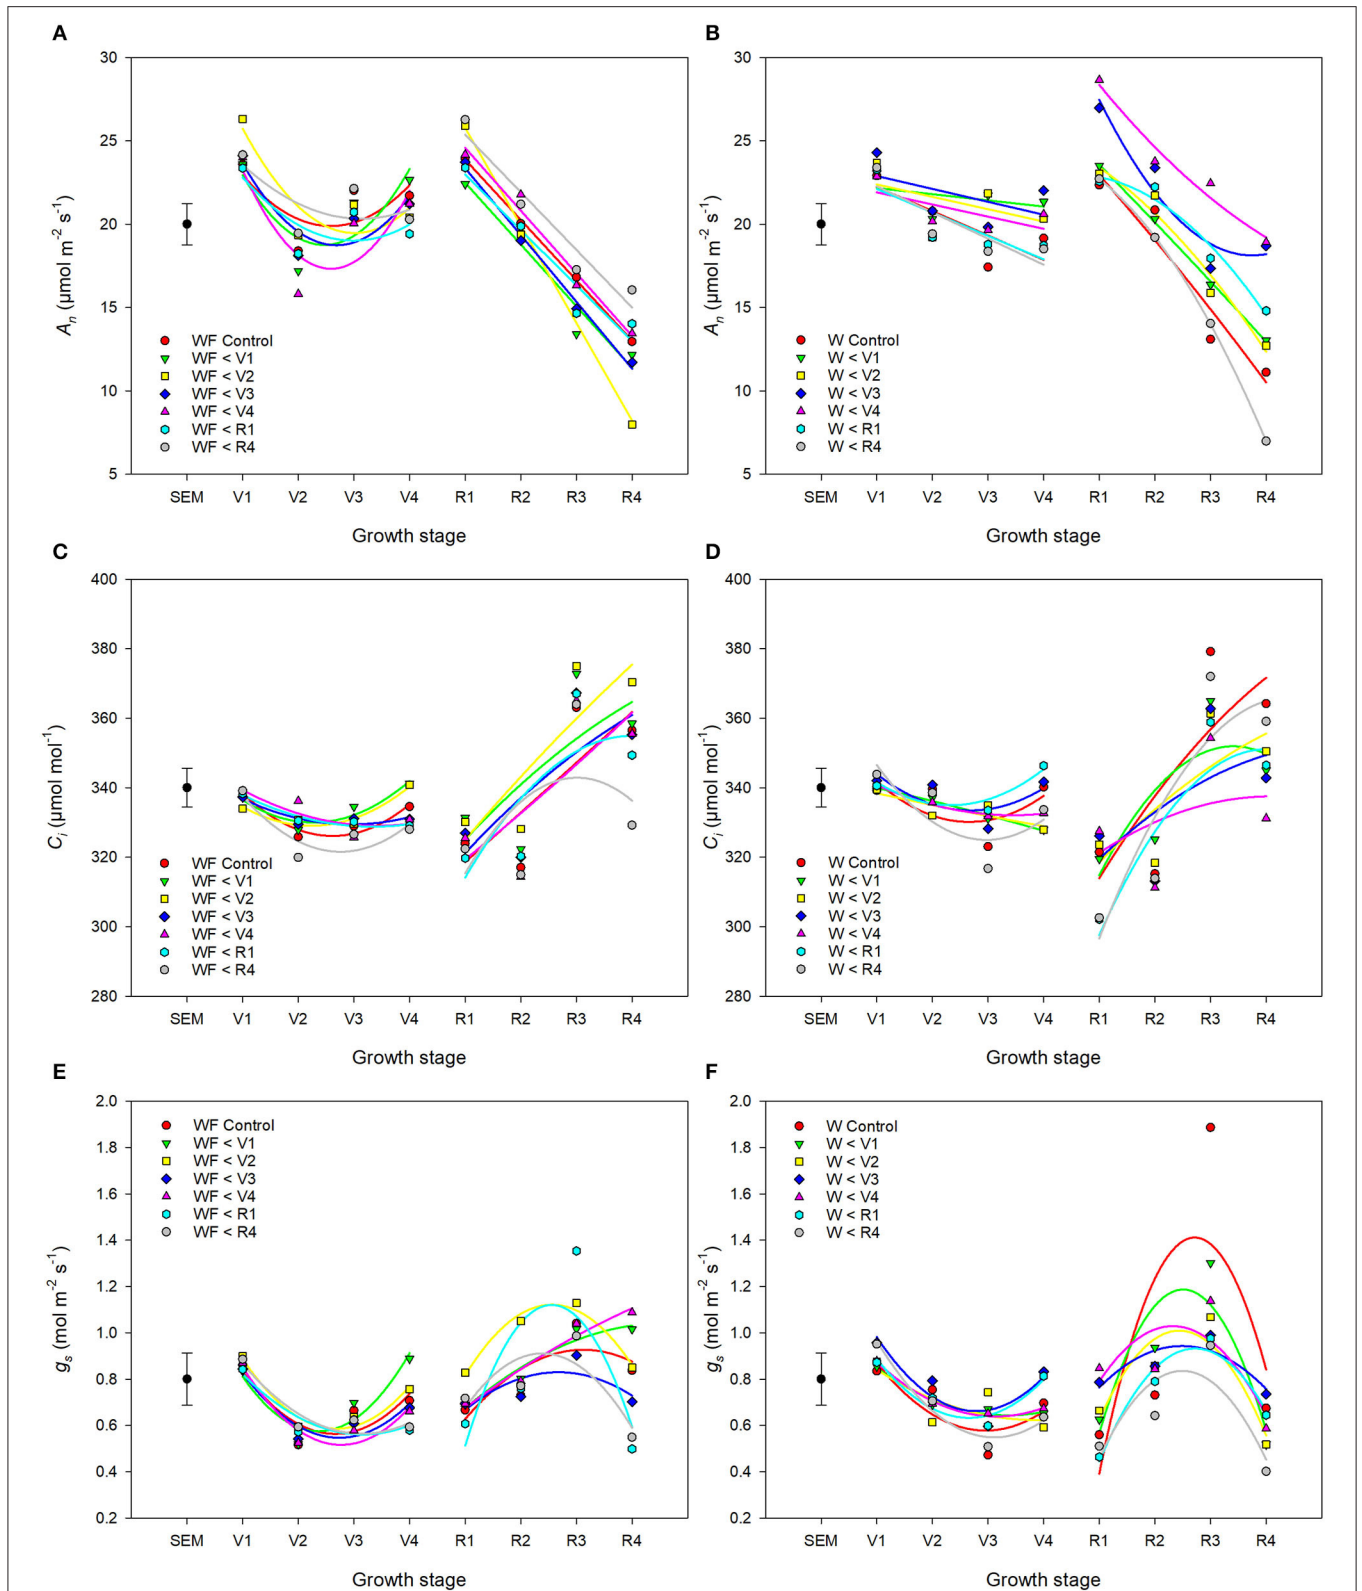 A
30
25
20
15
10
5
Aₙ (µmol m⁻² s⁻¹)
WF Control
WF < V1
WF < V2
WF < V3
WF < V4
WF < R1
WF < R4
SEM V1 V2 V3 V4 R1 R2 R3 R4
Growth stage
B
30
25
20
15
10
5
Aₙ (µmol m⁻² s⁻¹)
W Control
W < V1
W < V2
W < V3
W < V4
W < R1
W < R4
SEM V1 V2 V3 V4 R1 R2 R3 R4
Growth stage
C
400
380
360
340
320
300
280
Cᵢ (µmol mol⁻¹)
WF Control
WF < V1
WF < V2
WF < V3
WF < V4
WF < R1
WF < R4
SEM V1 V2 V3 V4 R1 R2 R3 R4
Growth stage
D
400
380
360
340
320
300
280
Cᵢ (µmol mol⁻¹)
W Control
W < V1
W < V2
W < V3
W < V4
W < R1
W < R4
SEM V1 V2 V3 V4 R1 R2 R3 R4
Growth stage
E
2.0
1.8
1.6
1.4
1.2
1.0
0.8
0.6
0.4
0.2
gₛ (mol m⁻² s⁻¹)
WF Control
WF < V1
WF < V2
WF < V3
WF < V4
WF < R1
WF < R4
SEM V1 V2 V3 V4 R1 R2 R3 R4
Growth stage
F
2.0
1.8
1.6
1.4
1.2
1.0
0.8
0.6
0.4
0.2
gₛ (mol m⁻² s⁻¹)
W Control
W < V1
W < V2
W < V3
W < V4
W < R1
W < R4
SEM V1 V2 V3 V4 R1 R2 R3 R4
Growth stage